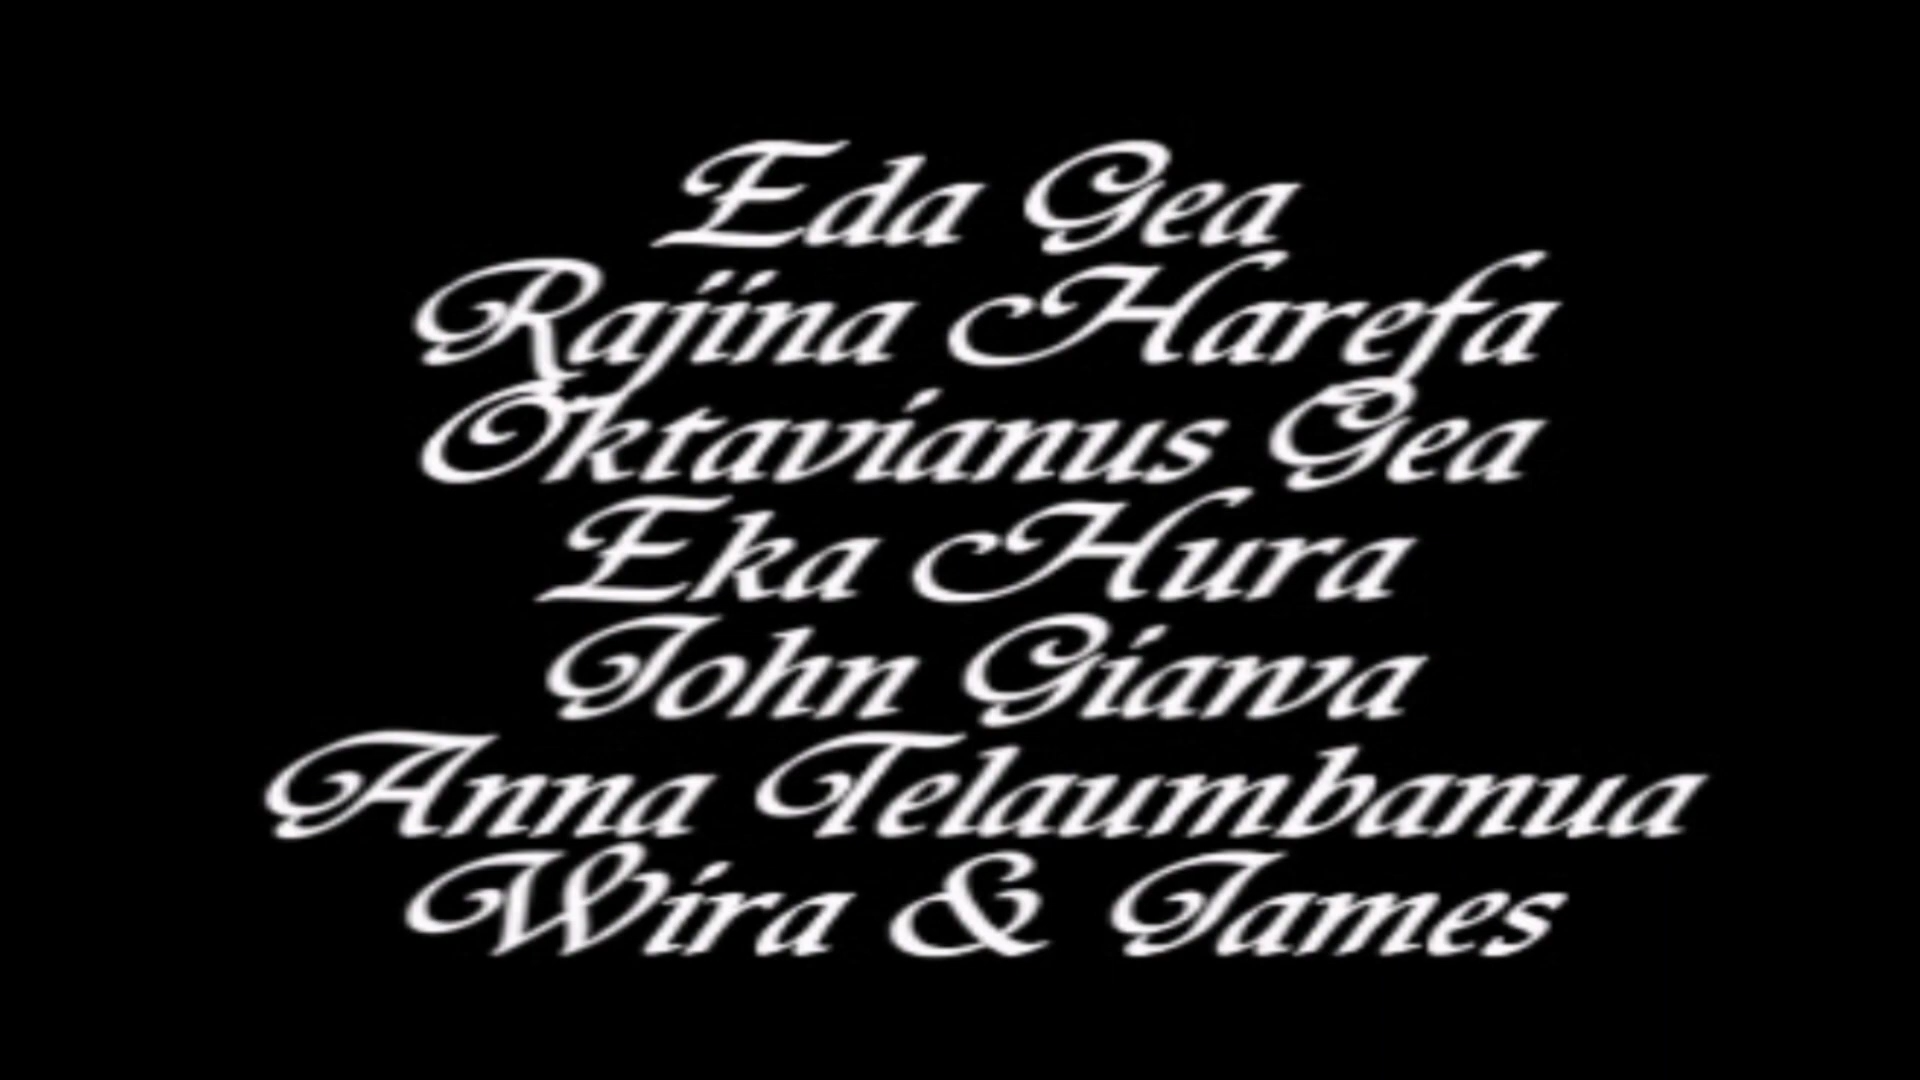 Eda Gea
Rajina Harefa
Oktavianus Gea
Eka Hura
John Giawa
Anna Telaumbanua
Wira & James